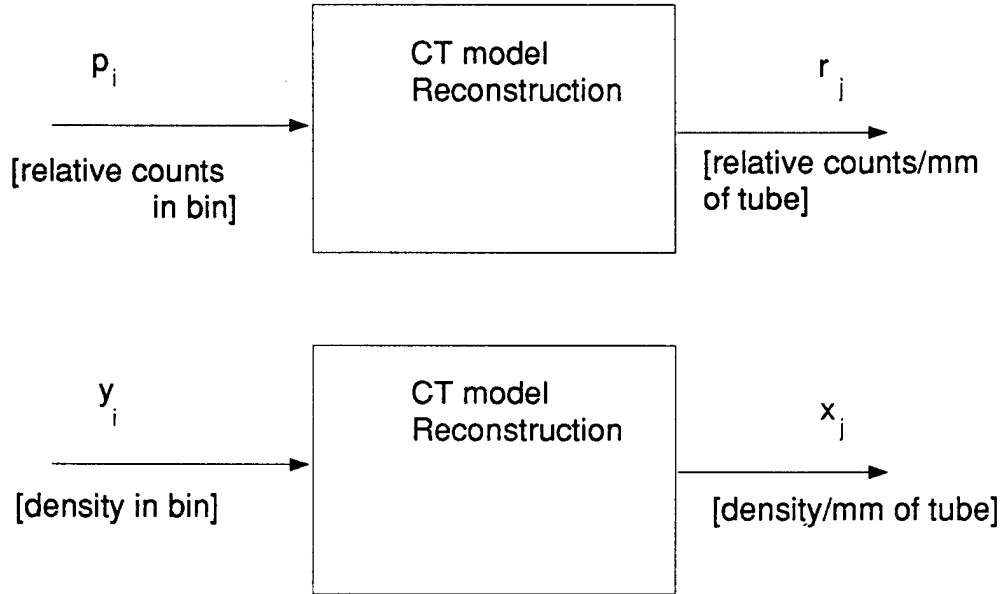 p i
[relative counts
in bin]
CT model
Reconstruction
r j
[relative counts/mm
of tube]
y i
[density in bin]
CT model
Reconstruction
x j
[density/mm of tube]